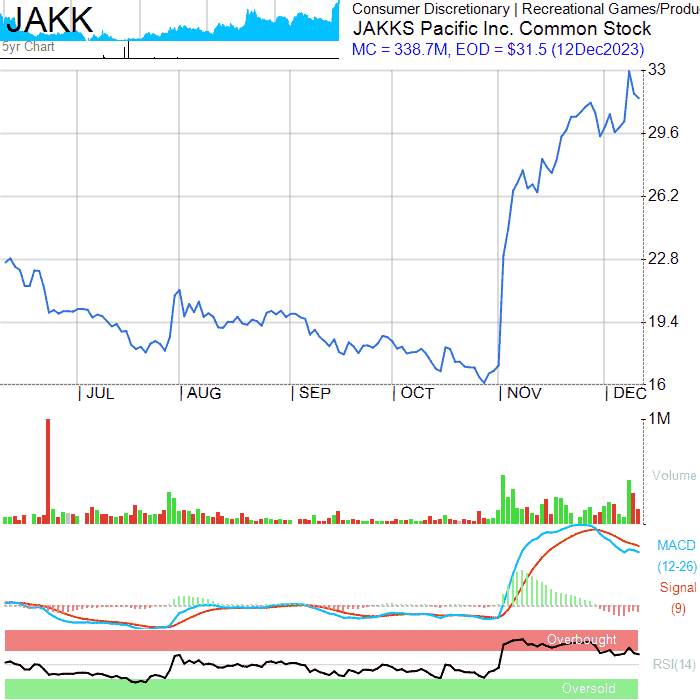 JAKK
5yr Chart
Consumer Discretionary | Recreational Games/Produ
JAKKS Pacific Inc. Common Stock
MC = 338.7M, EOD = $31.5 (12Dec2023)
33
29.6
26.2
22.8
19.4
16
| JUL | AUG | SEP | OCT | NOV | DEC
1M
Volume
MACD
(12-26)
Signal
(9)
Overbought
RSI(14)
Oversold